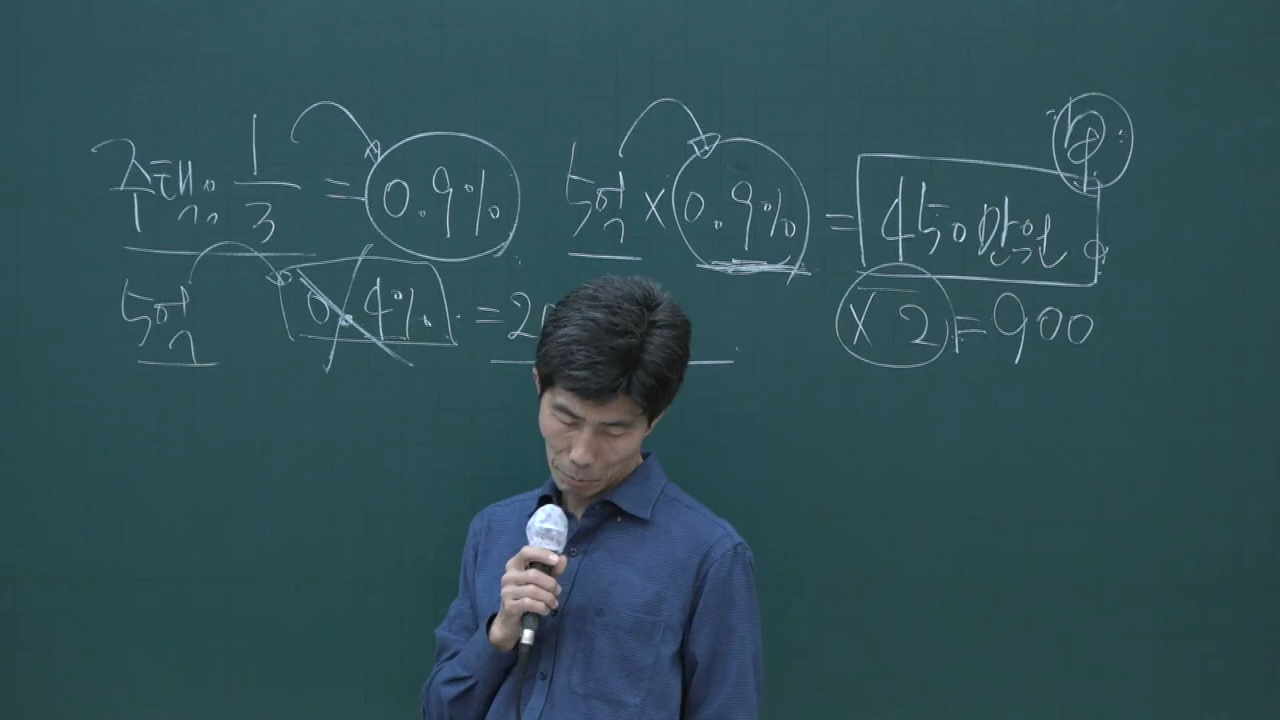 주택 1/3 = 0.9% 5억 × 0.9% = 450만원
5억 0.4% = 2
× 2 = 900